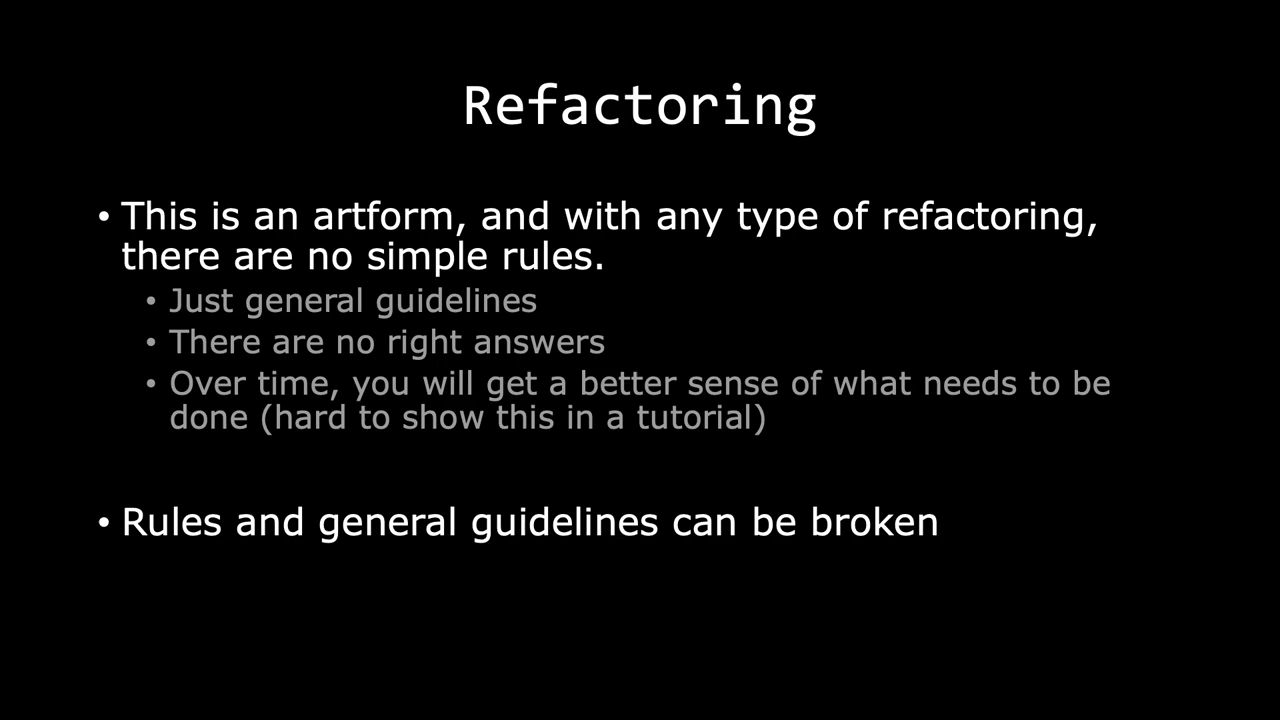 Refactoring
• This is an artform, and with any type of refactoring,
there are no simple rules.
• Just general guidelines
• There are no right answers
• Over time, you will get a better sense of what needs to be
done (hard to show this in a tutorial)
• Rules and general guidelines can be broken